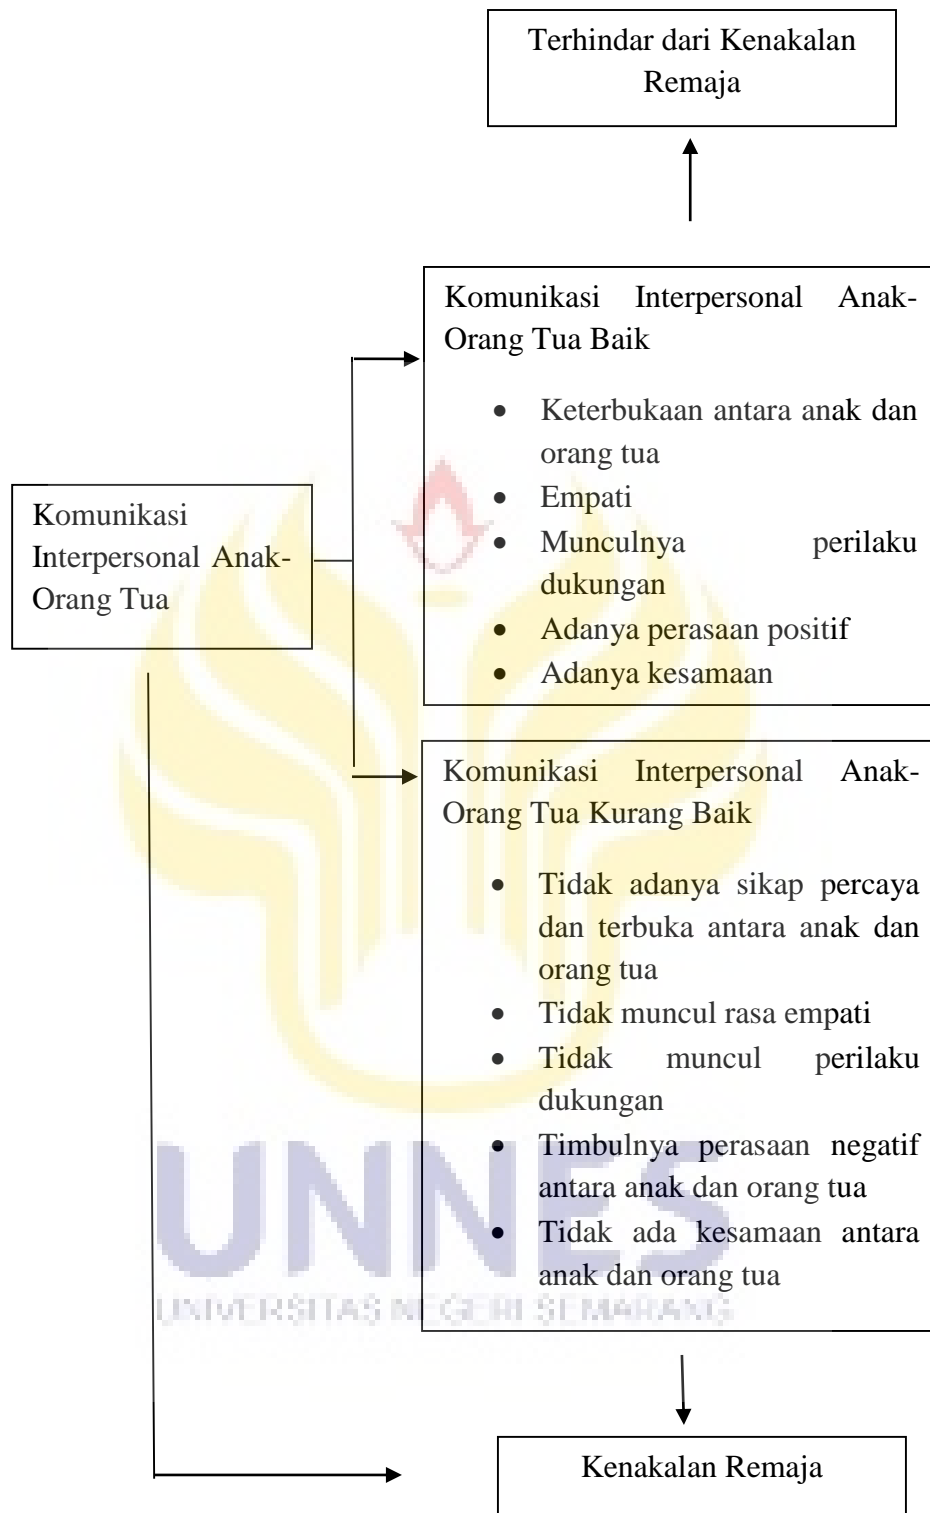 Terhindar dari Kenakalan
Remaja
Komunikasi Interpersonal Anak-
Orang Tua Baik
• Keterbukaan antara anak dan
orang tua
• Empati
• Munculnya perilaku
dukungan
• Adanya perasaan positif
• Adanya kesamaan
Komunikasi
Interpersonal Anak-
Orang Tua
Komunikasi Interpersonal Anak-
Orang Tua Kurang Baik
• Tidak adanya sikap percaya
dan terbuka antara anak dan
orang tua
• Tidak muncul rasa empati
• Tidak muncul perilaku
dukungan
• Timbulnya perasaan negatif
antara anak dan orang tua
• Tidak ada kesamaan antara
anak dan orang tua
UNNES
UNIVERSITAS NEGERI SEMARANG
Kenakalan Remaja